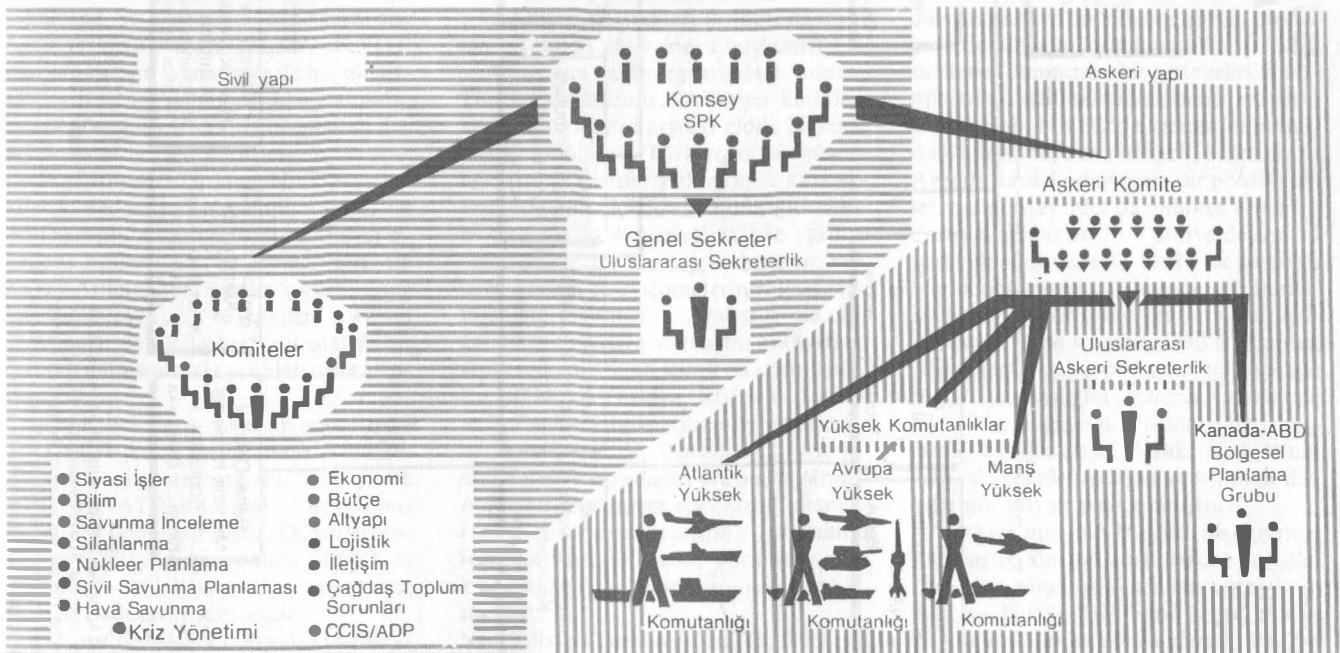 Sivil yapı
Konsey
SPK
Askeri yapı
Genel Sekreter
Uluslararası Sekreterlik
Askeri Komite
Komiteler
Uluslararası
Askeri Sekreterlik
Yüksek Komutanlıklar
Atlantik
Yüksek
Komutanlığı
Avrupa
Yüksek
Komutanlığı
Manş
Yüksek
Komutanlığı
Kanada-ABD
Bölgesel
Planlama
Grubu
● Siyasi İşler
● Bilim
● Savunma İnceleme
● Silahlanma
● Nükleer Planlama
● Sivil Savunma Planlaması
● Hava Savunma
● Kriz Yönetimi
● Ekonomi
● Bütçe
● Altyapı
● Lojistik
● İletişim
● Çağdaş Toplum
Sorunları
● CCIS/ADP